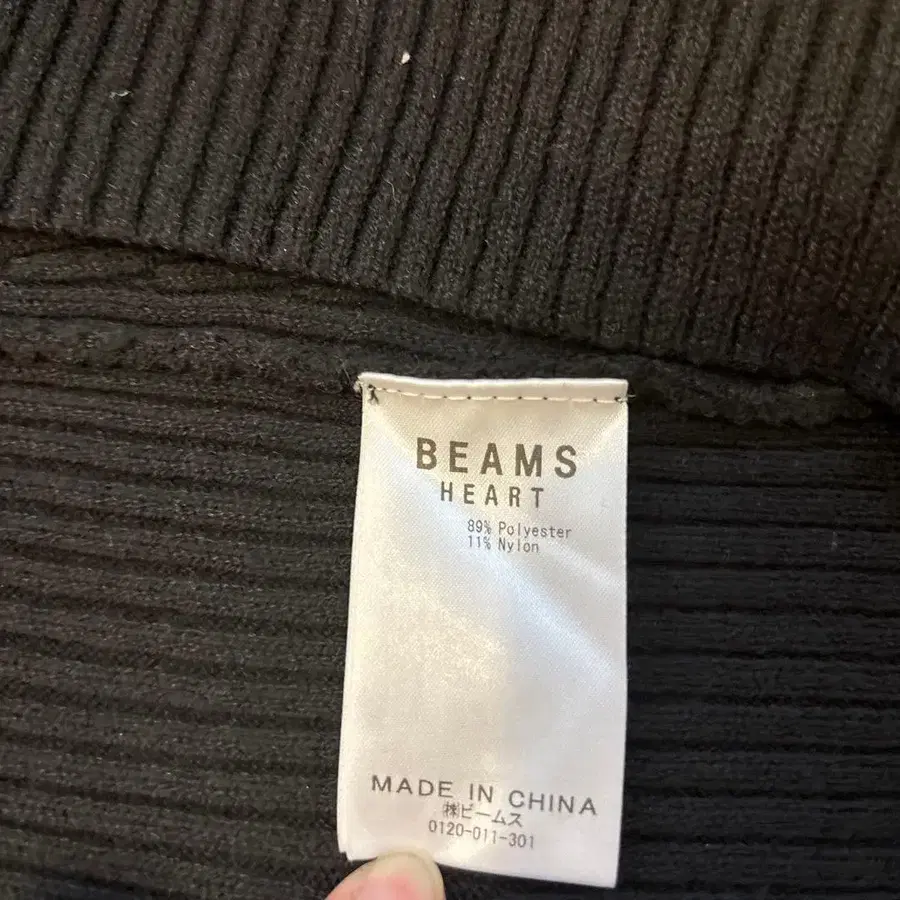 BEAMS
HEART
89% Polyester
11% Nylon
MADE IN CHINA
㈱ビームス
0120-011-301